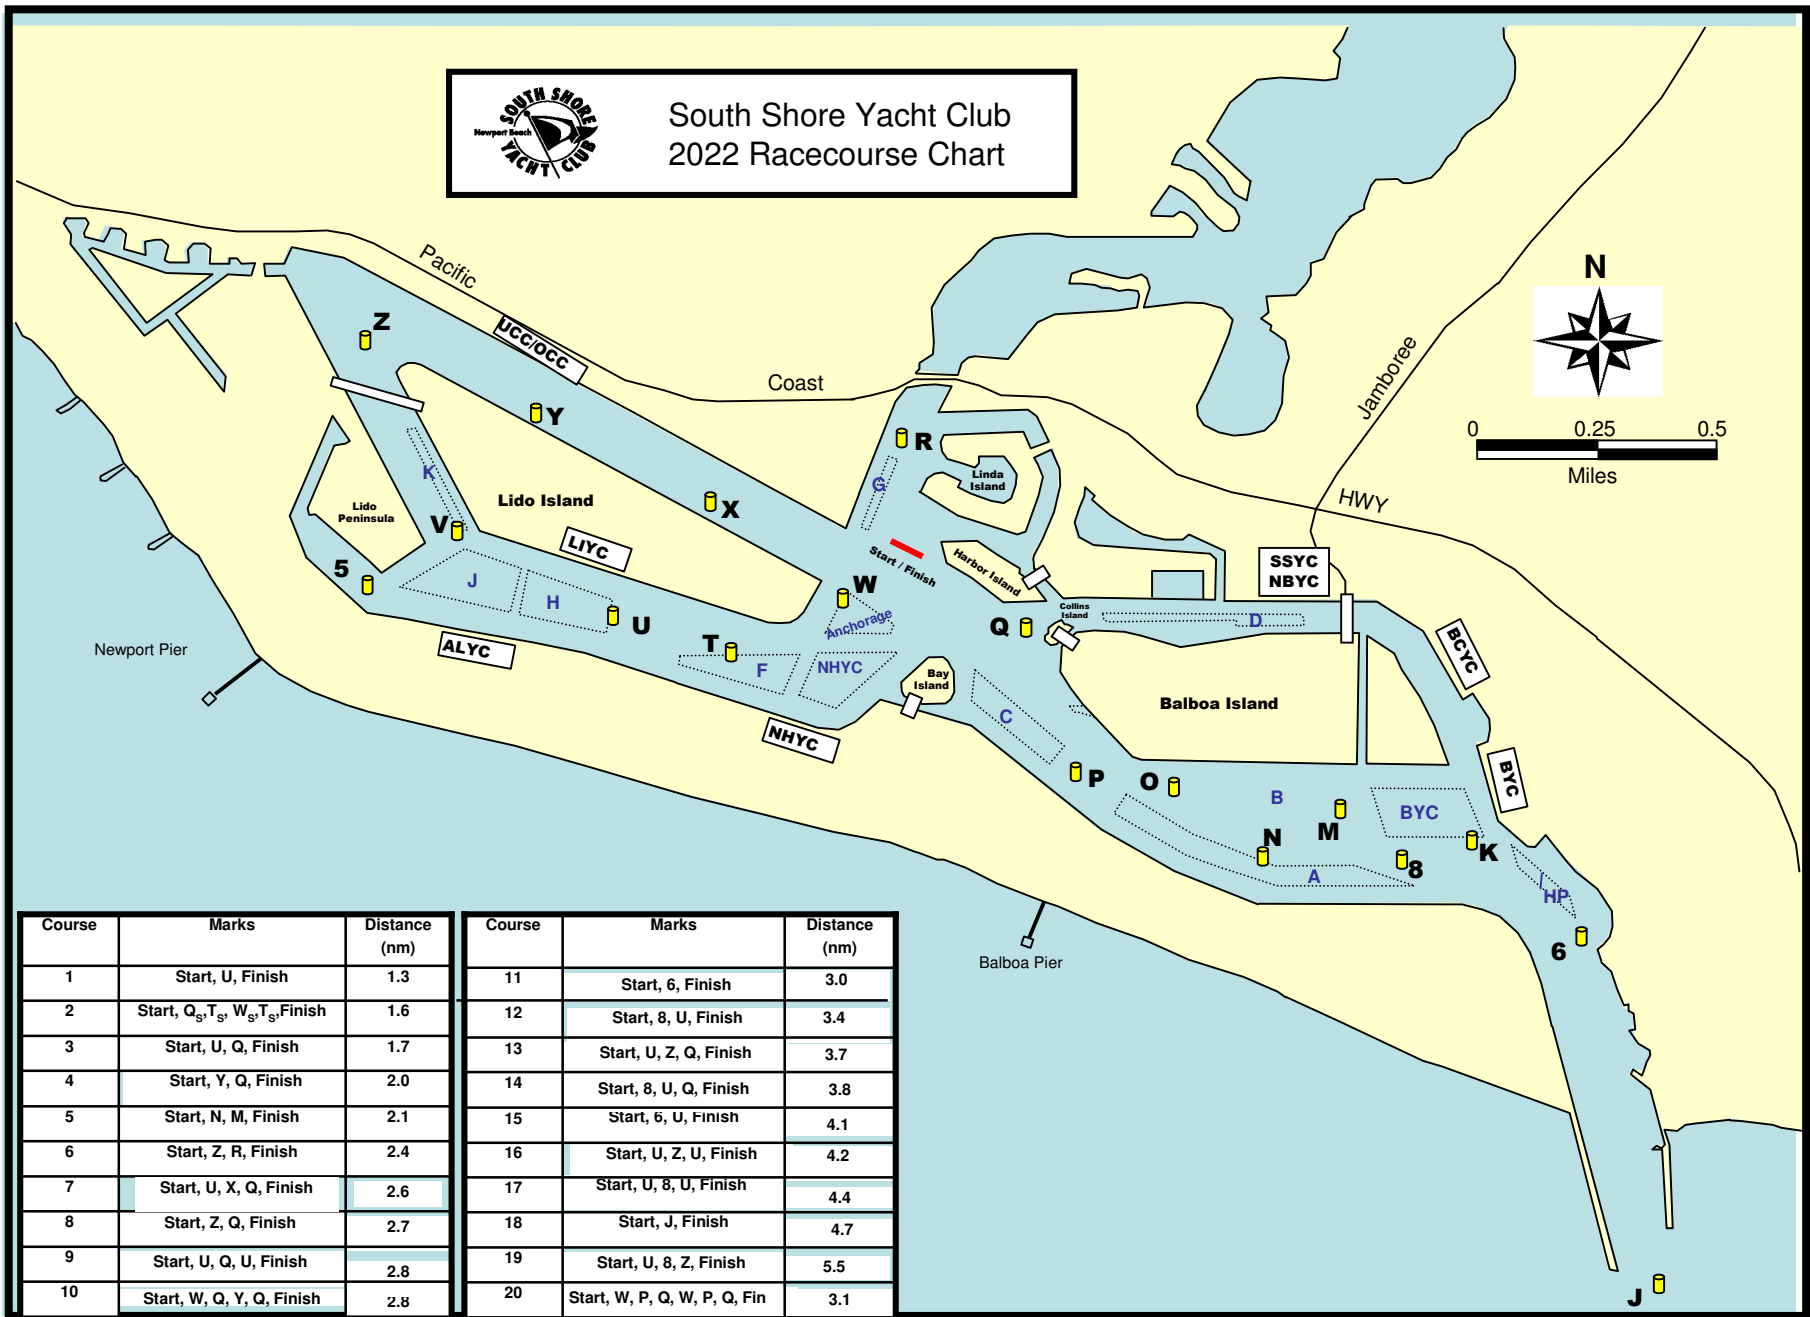 SOUTH SHORE
Newport Beach
YACHT CLUB
South Shore Yacht Club
2022 Racecourse Chart
N
0 0.25 0.5
Miles
Pacific
Coast
HWY
Jamboree
UCC/OCC
Z
Y
X
R
G
Linda
Island
K
Lido
Peninsula
Lido Island
V
LIYC
Start / Finish
Harbor Island
SSYC
NBYC
5
J
H
U
W
Anchorage
Q
Collins
Island
D
BCYC
ALYC
T
F
NHYC
Bay
Island
Newport Pier
NHYC
C
Balboa Island
BYC
P
O
B
M
BYC
N
A
8
K
HP
6
Balboa Pier
J
Course Marks Distance
(nm)
1 Start, U, Finish 1.3
2 Start, QS,TS, WS,TS,Finish 1.6
3 Start, U, Q, Finish 1.7
4 Start, Y, Q, Finish 2.0
5 Start, N, M, Finish 2.1
6 Start, Z, R, Finish 2.4
7 Start, U, X, Q, Finish 2.6
8 Start, Z, Q, Finish 2.7
9 Start, U, Q, U, Finish 2.8
10 Start, W, Q, Y, Q, Finish 2.8
Course Marks Distance
(nm)
11 Start, 6, Finish 3.0
12 Start, 8, U, Finish 3.4
13 Start, U, Z, Q, Finish 3.7
14 Start, 8, U, Q, Finish 3.8
15 Start, 6, U, Finish 4.1
16 Start, U, Z, U, Finish 4.2
17 Start, U, 8, U, Finish 4.4
18 Start, J, Finish 4.7
19 Start, U, 8, Z, Finish 5.5
20 Start, W, P, Q, W, P, Q, Fin 3.1